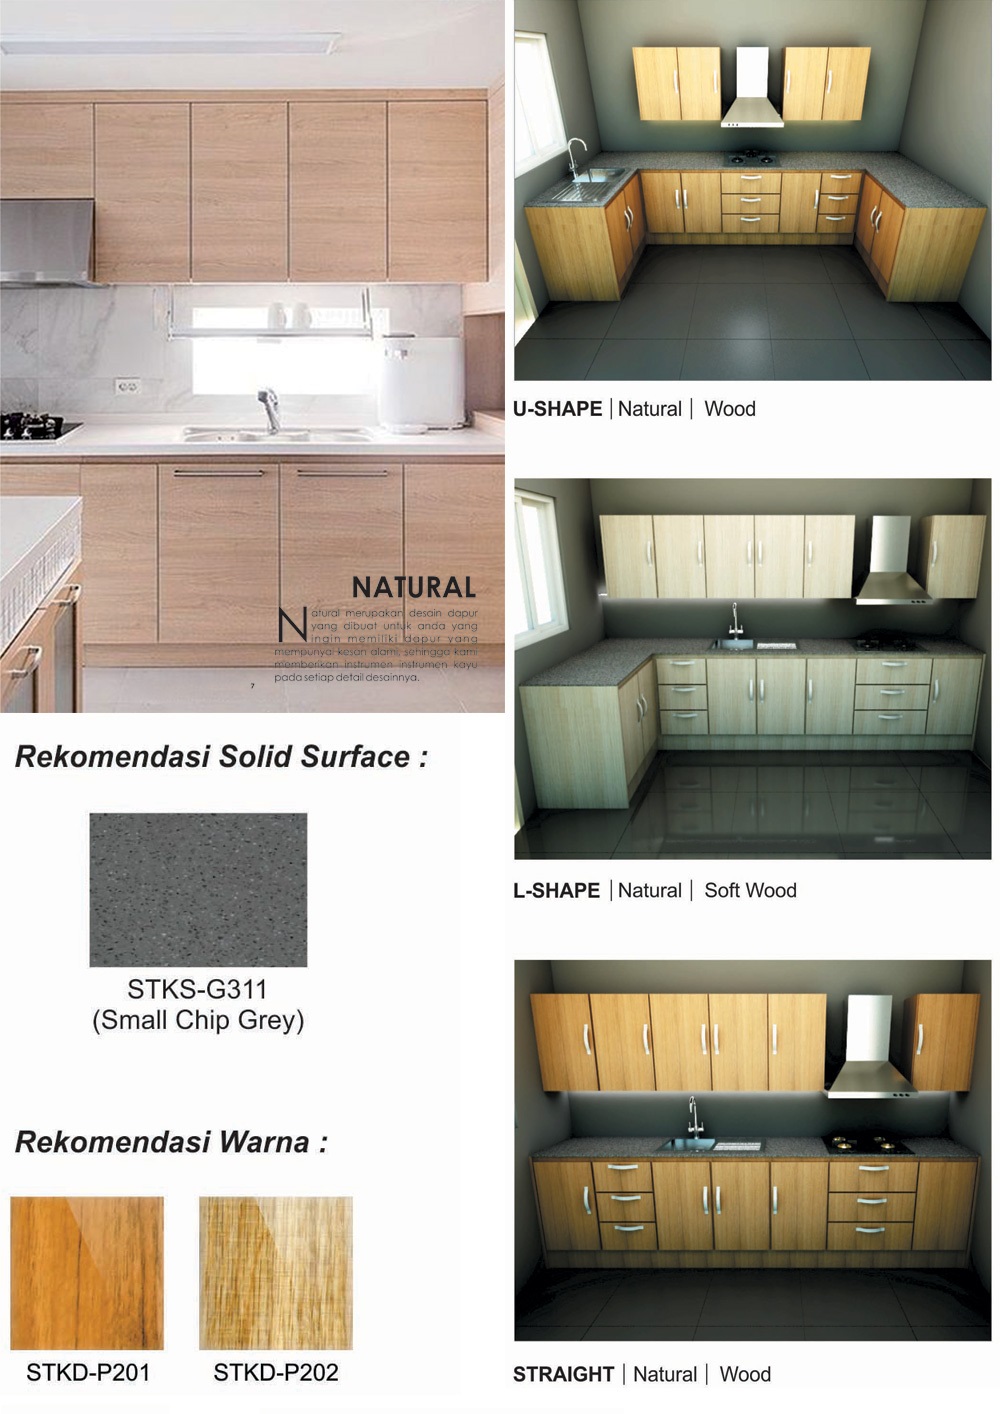 NATURAL
Natural merupakan desain dapur
yang dibuat untuk anda yang
ingin memiliki dapur yang
mempunyai kesan alami, sehingga kami
memberikan instrumen instrumen kayu
pada setiap detail desainnya.
7
Rekomendasi Solid Surface :
STKS-G311
(Small Chip Grey)
Rekomendasi Warna :
STKD-P201
STKD-P202
U-SHAPE | Natural | Wood
L-SHAPE | Natural | Soft Wood
STRAIGHT | Natural | Wood